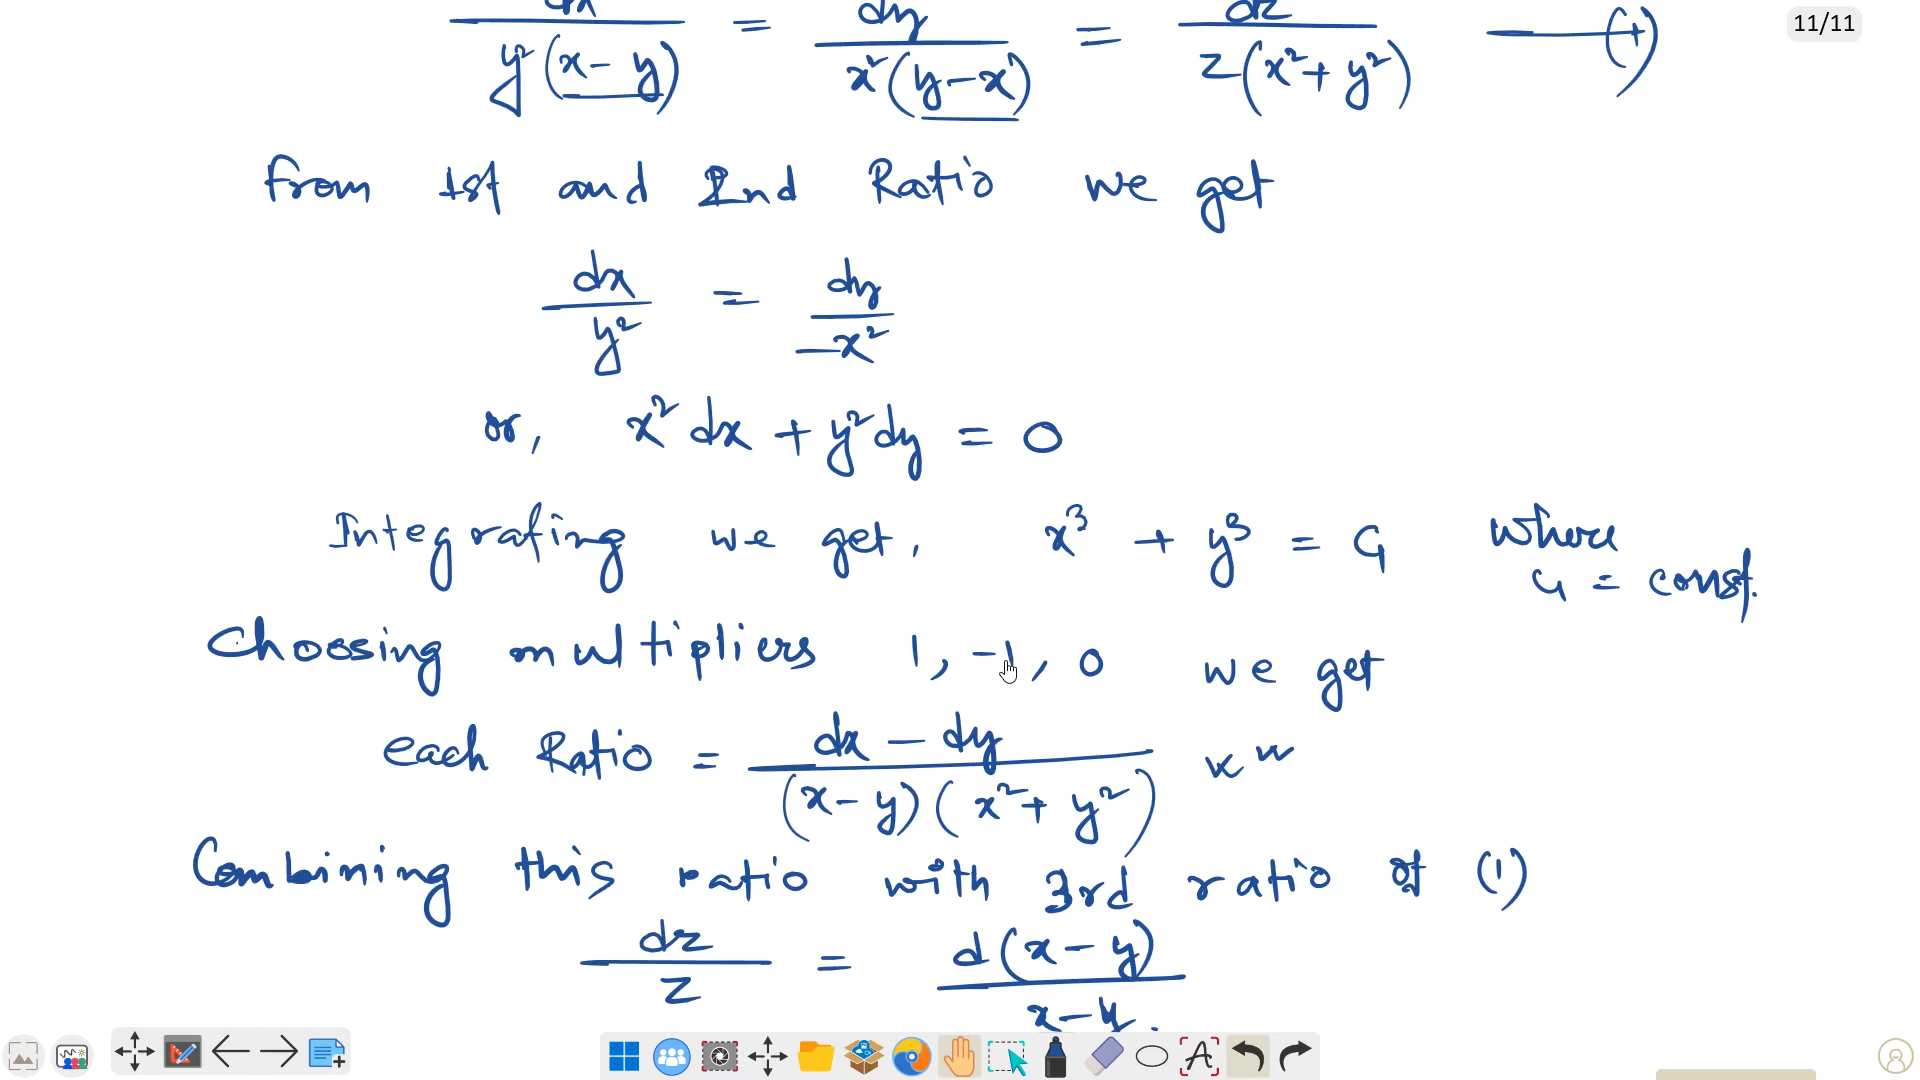 11/11
dx/y²(x-y) = dy/x²(y-x) = dz/z(x²+y²) —(1)
From 1st and 2nd Ratio we get
dx/y² = dy/-x²
or, x²dx + y²dy = 0
Integrating we get, x³ + y³ = C₁ where
C₁ = const.
Choosing multipliers 1, -1, 0 we get
each Ratio = dx - dy/(x-y)(x²+y²)
Combining this ratio with 3rd ratio of (1)
dz/z = d(x-y)/x-y.